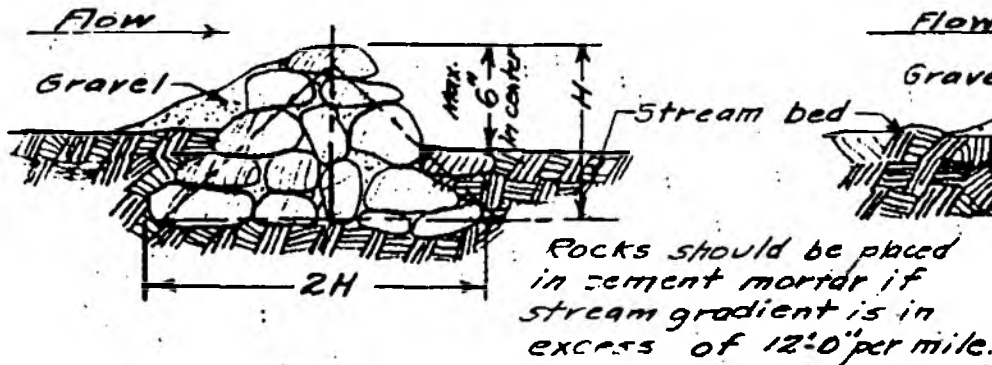 Flow
Gravel
Max.
6"
in center
H
Stream bed
2H
Rocks should be placed
in cement mortar if
stream gradient is in
excess of 12'-0" per mile.
Flow
Grave